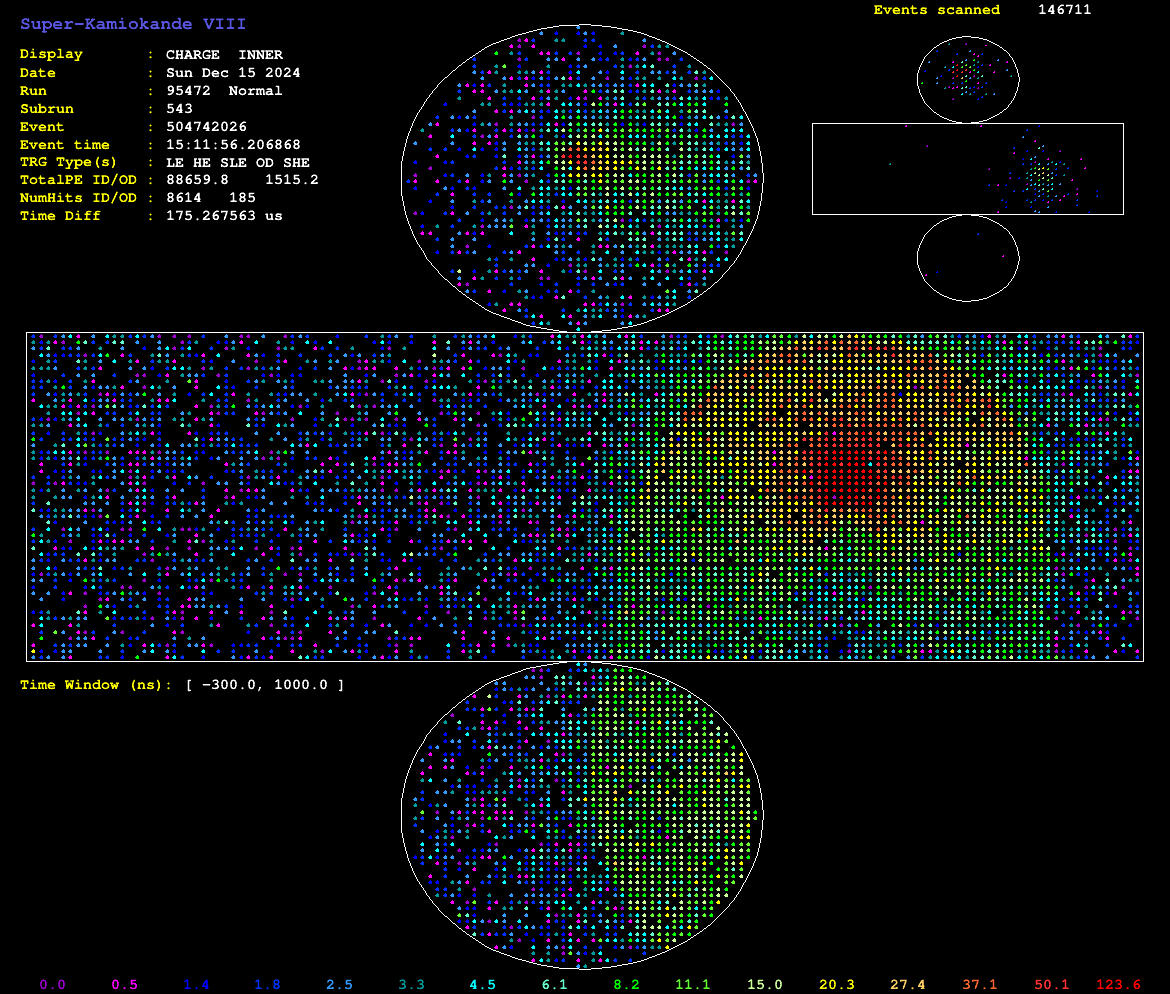 Super-Kamiokande VIII
Events scanned 146711
Display : CHARGE INNER
Date : Sun Dec 15 2024
Run : 95472 Normal
Subrun : 543
Event : 504742026
Event time : 15:11:56.206868
TRG Type(s) : LE HE SLE OD SHE
TotalPE ID/OD : 88659.8 1515.2
NumHits ID/OD : 8614 185
Time Diff : 175.267563 us
Time Window (ns): [ -300.0, 1000.0 ]
0.0 0.5 1.4 1.8 2.5 3.3 4.5 6.1 8.2 11.1 15.0 20.3 27.4 37.1 50.1 123.6